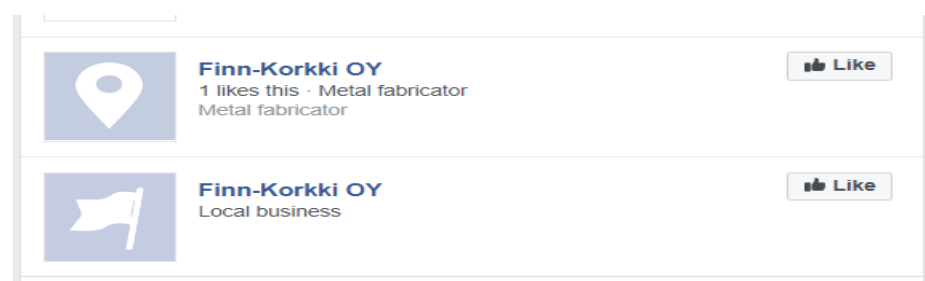 Finn-Korkki OY
Like
1 likes this · Metal fabricator
Metal fabricator
Finn-Korkki OY
Like
Local business